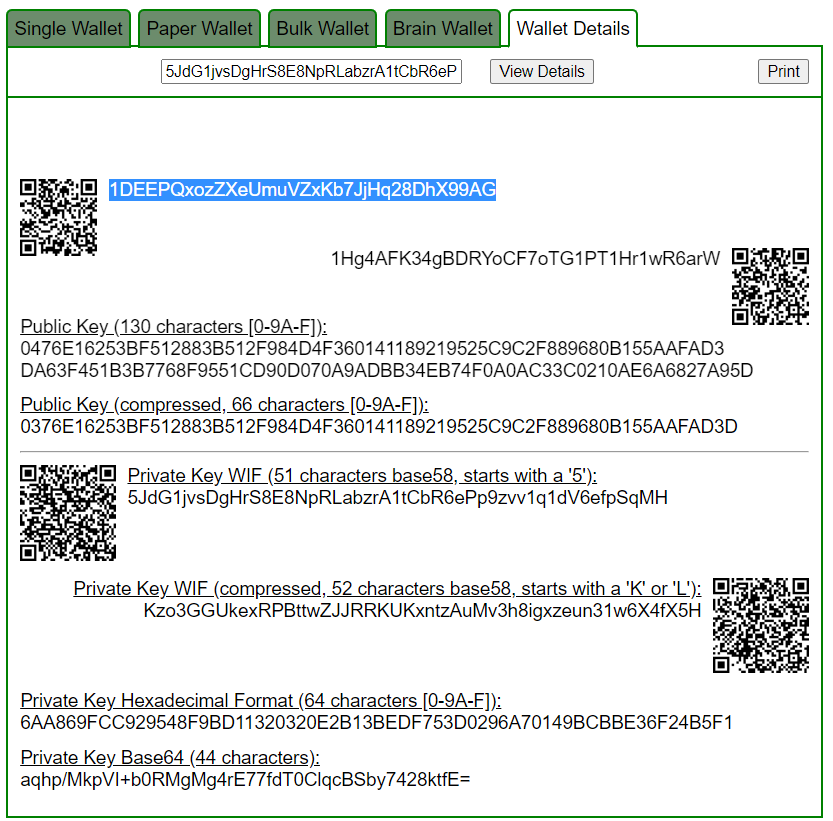 Single Wallet Paper Wallet Bulk Wallet Brain Wallet Wallet Details
5JdG1jvsDgHrS8E8NpRLabzrA1tCbR6eP View Details Print
1DEEPQxozZXeUmuVZxKb7JjHq28DhX99AG
1Hg4AFK34gBDRYoCF7oTG1PT1Hr1wR6arW
Public Key (130 characters [0-9A-F]):
0476E16253BF512883B512F984D4F360141189219525C9C2F889680B155AAFAD3
DA63F451B3B7768F9551CD90D070A9ADBB34EB74F0A0AC33C0210AE6A6827A95D
Public Key (compressed, 66 characters [0-9A-F]):
0376E16253BF512883B512F984D4F360141189219525C9C2F889680B155AAFAD3D
Private Key WIF (51 characters base58, starts with a '5'):
5JdG1jvsDgHrS8E8NpRLabzrA1tCbR6ePp9zvv1q1dV6efpSqMH
Private Key WIF (compressed, 52 characters base58, starts with a 'K' or 'L'):
Kzo3GGUkexRPBttwZJJRRKUKxntzAuMv3h8igxzeun31w6X4fX5H
Private Key Hexadecimal Format (64 characters [0-9A-F]):
6AA869FCC929548F9BD11320320E2B13BEDF753D0296A70149BCBBE36F24B5F1
Private Key Base64 (44 characters):
aqhp/MkpVI+b0RMgMg4rE77fdT0ClqcBSby7428ktfE=